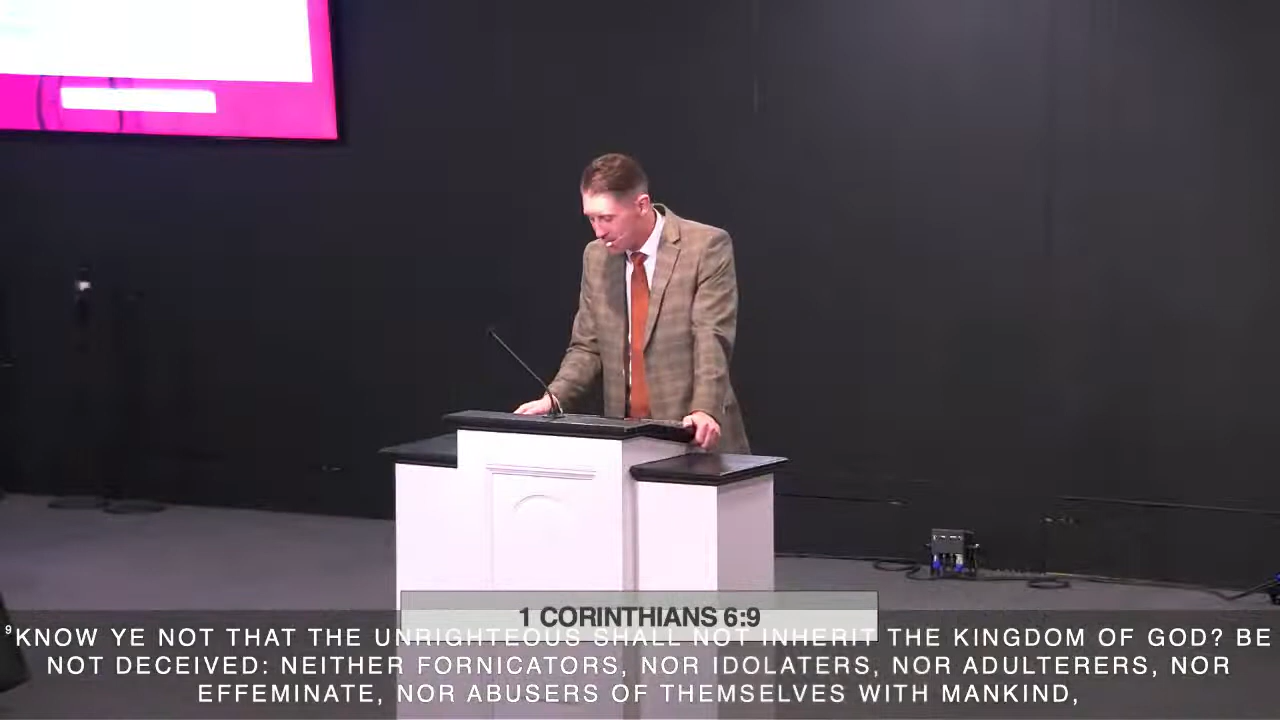 1 CORINTHIANS 6:9
⁹KNOW YE NOT THAT THE UNRIGHTEOUS SHALL NOT INHERIT THE KINGDOM OF GOD? BE
NOT DECEIVED: NEITHER FORNICATORS, NOR IDOLATERS, NOR ADULTERERS, NOR
EFFEMINATE, NOR ABUSERS OF THEMSELVES WITH MANKIND,